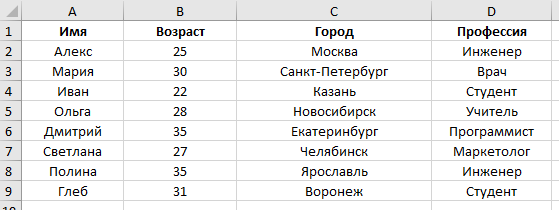 A B C D
1 Имя Возраст Город Профессия
2 Алекс 25 Москва Инженер
3 Мария 30 Санкт-Петербург Врач
4 Иван 22 Казань Студент
5 Ольга 28 Новосибирск Учитель
6 Дмитрий 35 Екатеринбург Программист
7 Светлана 27 Челябинск Маркетолог
8 Полина 35 Ярославль Инженер
9 Глеб 31 Воронеж Студент